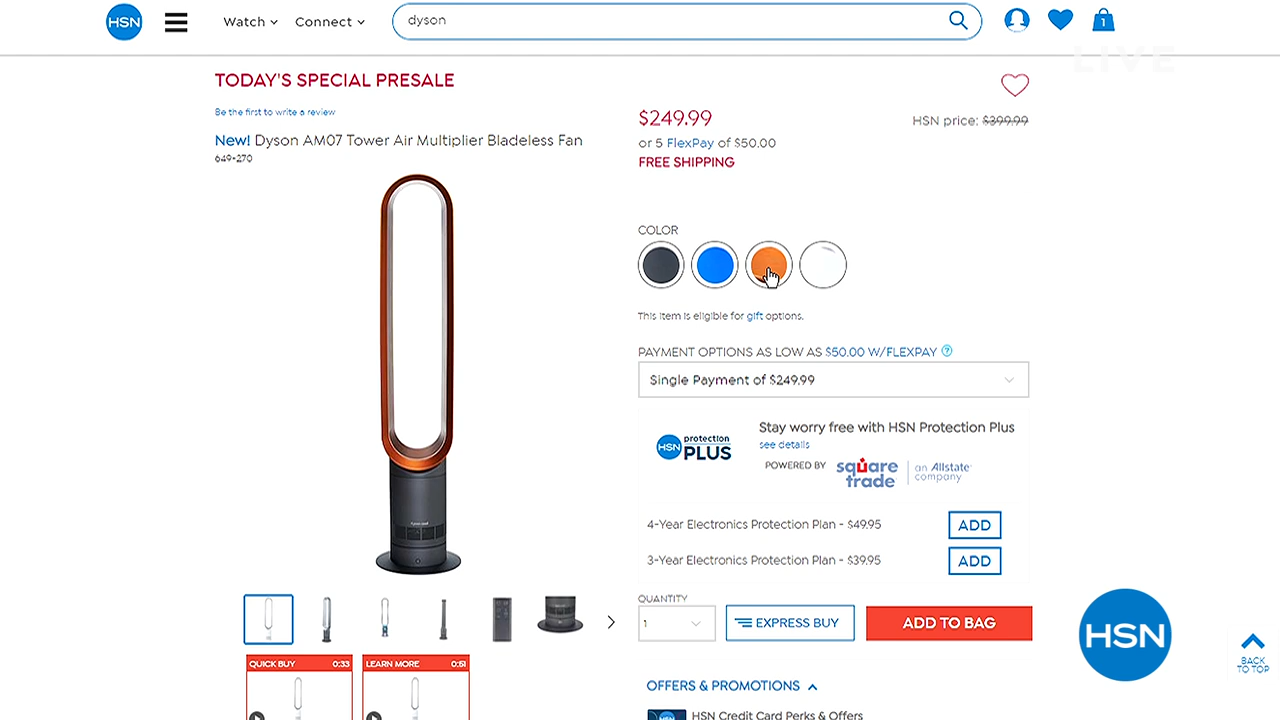 HSN
Watch
Connect
dyson
1
LIVE
TODAY'S SPECIAL PRESALE
Be the first to write a review
New! Dyson AM07 Tower Air Multiplier Bladeless Fan
649-270
$249.99
HSN price: $399.99
or 5 FlexPay of $50.00
FREE SHIPPING
COLOR
This item is eligible for gift options.
PAYMENT OPTIONS AS LOW AS $50.00 W/FLEXPAY ?
Single Payment of $249.99
HSN protection PLUS
Stay worry free with HSN Protection Plus
see details
POWERED BY square trade an Allstate company
4-Year Electronics Protection Plan - $49.95 ADD
3-Year Electronics Protection Plan - $39.95 ADD
QUANTITY
1
EXPRESS BUY
ADD TO BAG
QUICK BUY 0:33
LEARN MORE 0:51
HSN
BACK TO TOP
OFFERS & PROMOTIONS
HSN Credit Card Perks & Offers